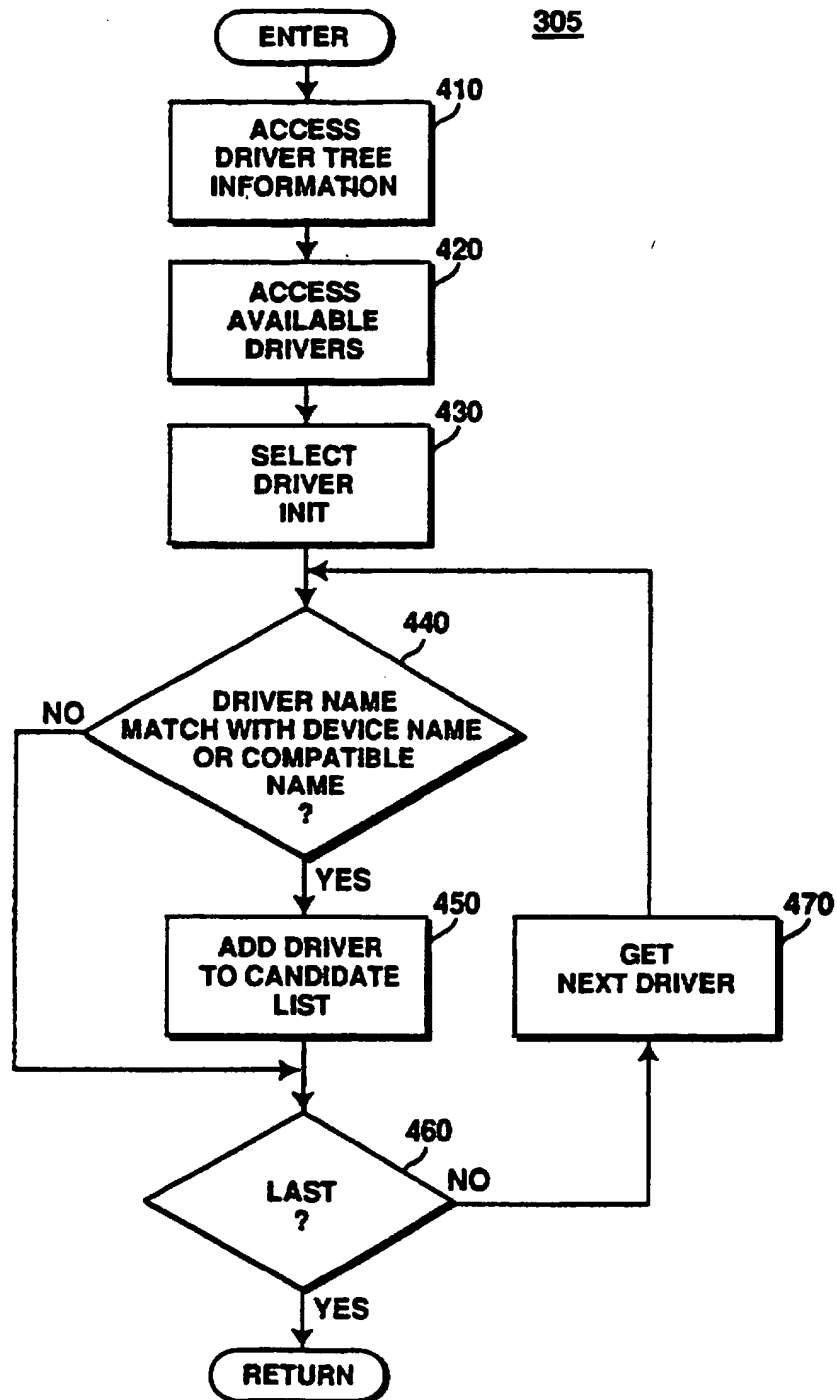 305
ENTER
410
ACCESS
DRIVER TREE
INFORMATION
420
ACCESS
AVAILABLE
DRIVERS
430
SELECT
DRIVER
INIT
440
DRIVER NAME
MATCH WITH DEVICE NAME
OR COMPATIBLE
NAME
?
NO
YES
450
ADD DRIVER
TO CANDIDATE
LIST
470
GET
NEXT DRIVER
460
LAST
?
NO
YES
RETURN